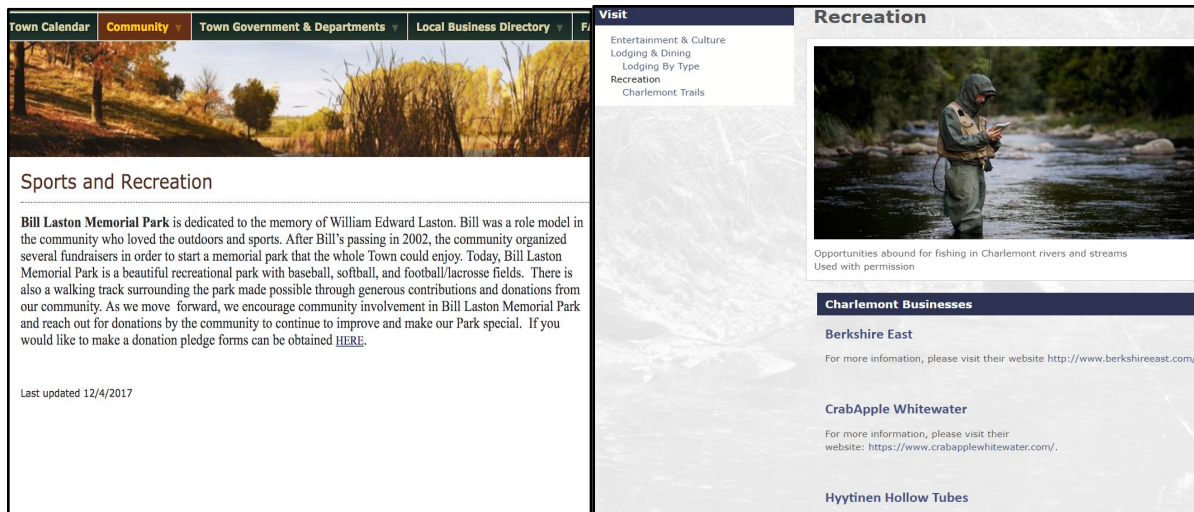 Town Calendar Community Town Government & Departments Local Business Directory
Sports and Recreation
Bill Laston Memorial Park is dedicated to the memory of William Edward Laston. Bill was a role model in
the community who loved the outdoors and sports. After Bill's passing in 2002, the community organized
several fundraisers in order to start a memorial park that the whole Town could enjoy. Today, Bill Laston
Memorial Park is a beautiful recreational park with baseball, softball, and football/lacrosse fields. There is
also a walking track surrounding the park made possible through generous contributions and donations from
our community. As we move forward, we encourage community involvement in Bill Laston Memorial Park
and reach out for donations by the community to continue to improve and make our Park special. If you
would like to make a donation pledge forms can be obtained HERE.
Last updated 12/4/2017
Visit
Entertainment & Culture
Lodging & Dining
Lodging By Type
Recreation
Charlemont Trails
Recreation
Opportunities abound for fishing in Charlemont rivers and streams
Used with permission
Charlemont Businesses
Berkshire East
For more infomation, please visit their website http://www.berkshireeast.com/
CrabApple Whitewater
For more information, please visit their
website: https://www.crabapplewhitewater.com/.
Hyytinen Hollow Tubes